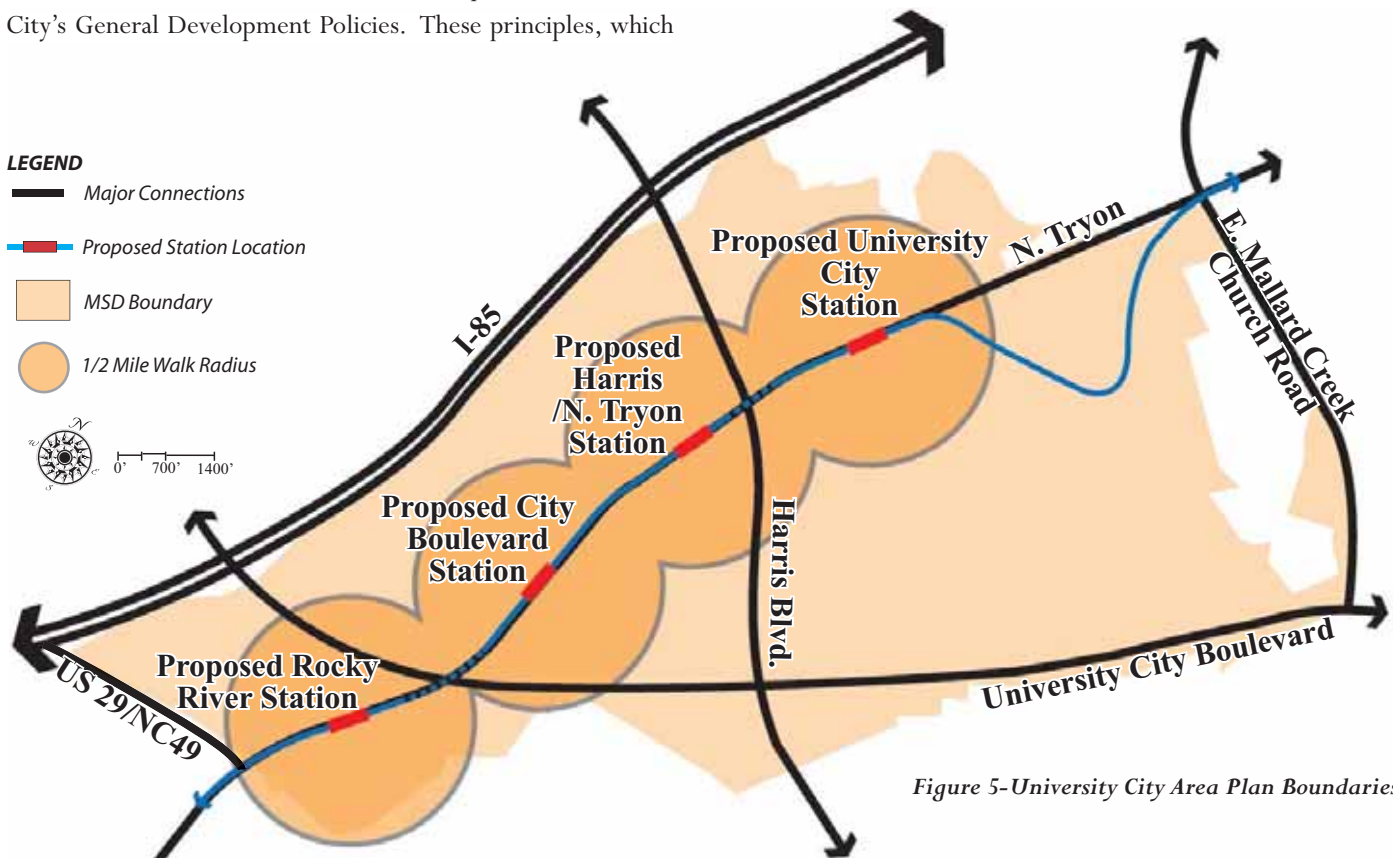 City's General Development Policies. These principles, which
LEGEND
Major Connections
Proposed Station Location
MSD Boundary
1/2 Mile Walk Radius
N
W
S
0' 700' 1400'
I-85
Proposed University
City
Station
N. Tryon
E. Mallard Creek
Church Road
Proposed
Harris
/N. Tryon
Station
Proposed City
Boulevard
Station
Harris Blvd.
Proposed Rocky
River Station
US 29/NC49
University City Boulevard
Figure 5-University City Area Plan Boundaries